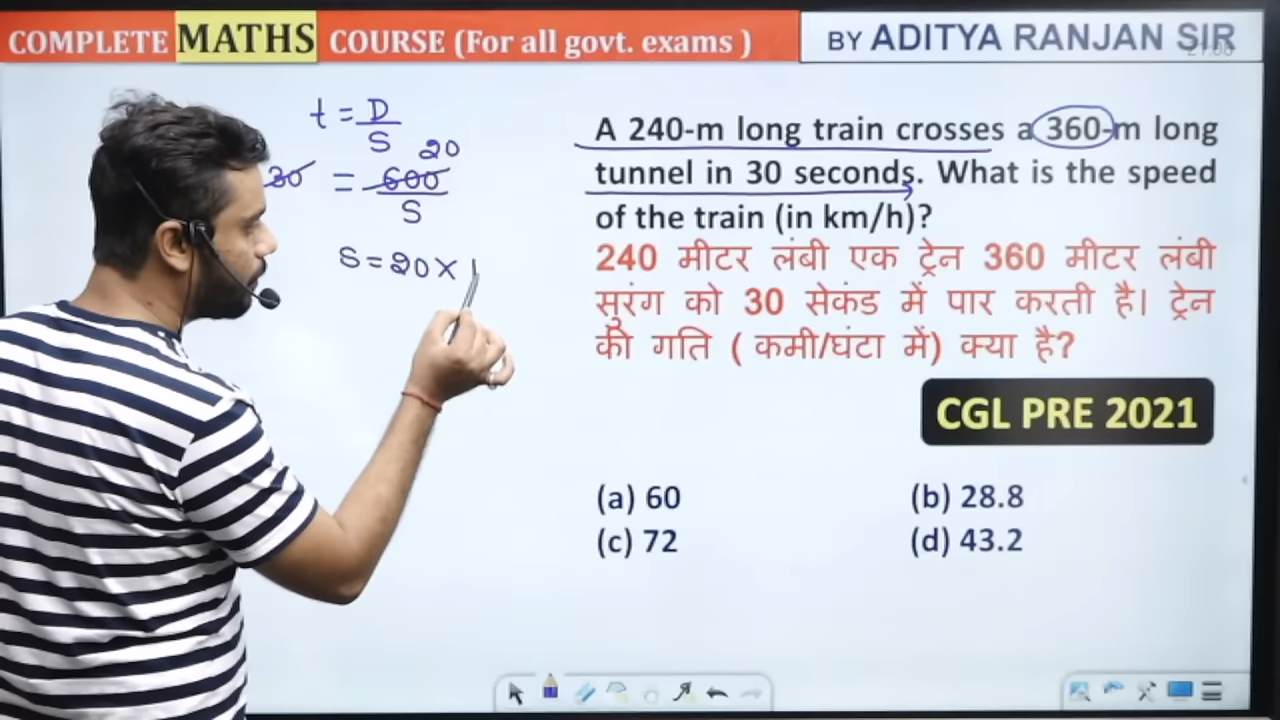 COMPLETE MATHS COURSE (For all govt. exams )
BY ADITYA RANJAN SIR
t = D/S
20
30 = 600/S
S = 20 ×
A 240-m long train crosses a 360-m long
tunnel in 30 seconds. What is the speed
of the train (in km/h)?
240 मीटर लंबी एक ट्रेन 360 मीटर लंबी
सुरंग को 30 सेकंड में पार करती है। ट्रेन
की गति ( कमी/घंटा में) क्या है?
CGL PRE 2021
(a) 60 (b) 28.8
(c) 72 (d) 43.2